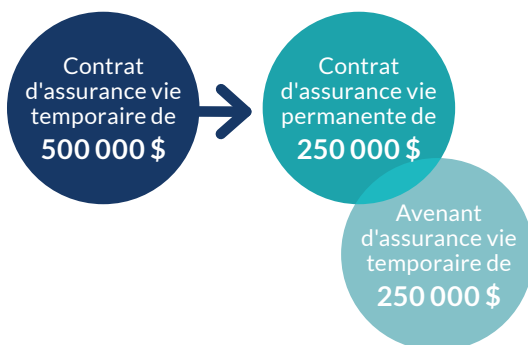 Contrat
d'assurance vie
temporaire de
500 000 $
Contrat
d'assurance vie
permanente de
250 000 $
Avenant
d'assurance vie
temporaire de
250 000 $